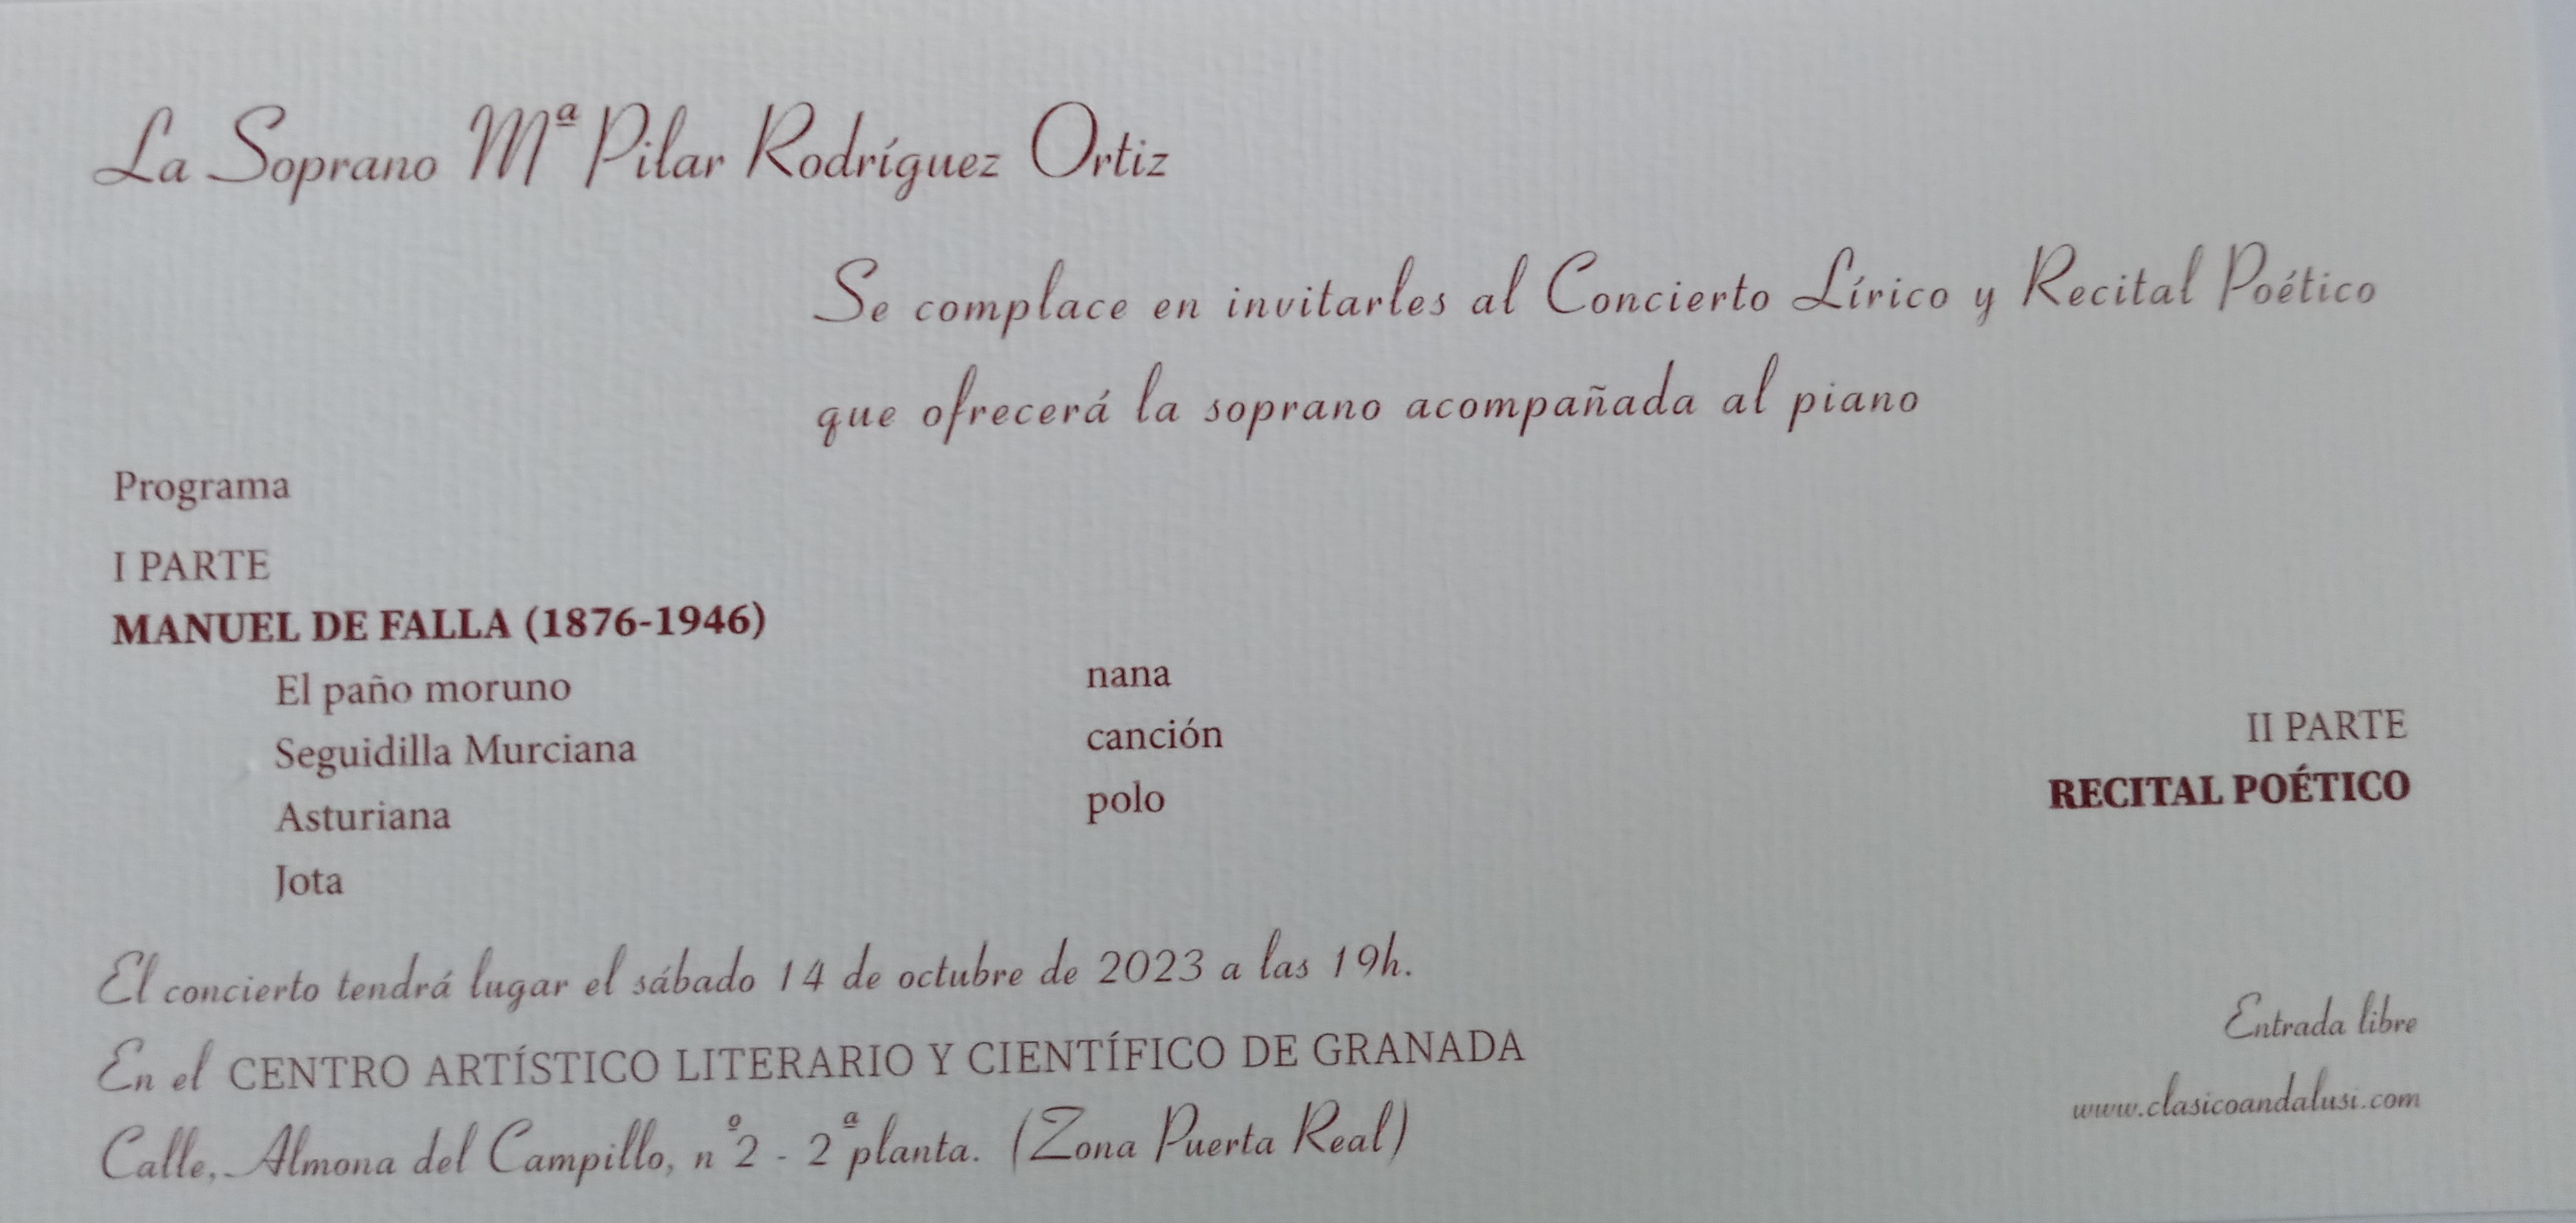 La Soprano Mª Pilar Rodríguez Ortiz
Se complace en invitarles al Concierto Lírico y Recital Poético
que ofrecerá la soprano acompañada al piano
Programa
I PARTE
MANUEL DE FALLA (1876-1946)
El paño moruno
Seguidilla Murciana
Asturiana
Jota
nana
canción
polo
II PARTE
RECITAL POÉTICO
El concierto tendrá lugar el sábado 14 de octubre de 2023 a las 19h.
En el CENTRO ARTÍSTICO LITERARIO Y CIENTÍFICO DE GRANADA
Calle, Almona del Campillo, nº2 - 2ª planta. (Zona Puerta Real)
Entrada libre
www.clasicoandalusi.com